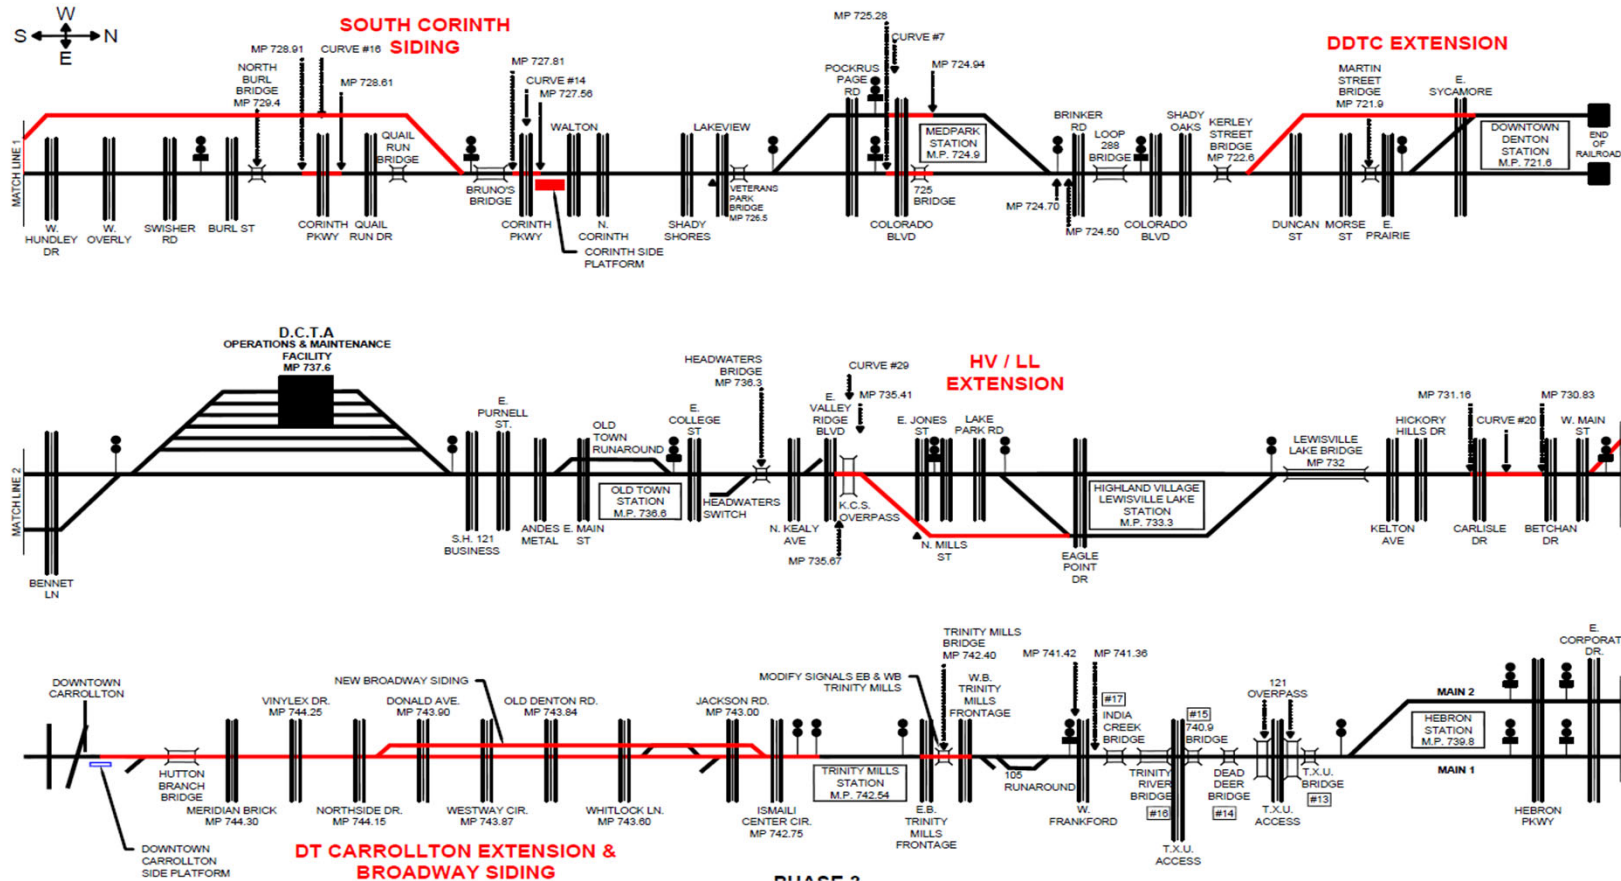 W
S
N
E
SOUTH CORINTH
SIDING
MP 728.91
CURVE #16
MP 728.61
NORTH
BURL
BRIDGE
MP 729.4
QUAIL
RUN
BRIDGE
MP 727.81
CURVE #14
MP 727.56
WALTON
LAKEVIEW
MP 725.28
CURVE #7
MP 724.94
POCKRUS
PAGE
RD
MEDPARK
STATION
M.P. 724.9
BRINKER
RD
LOOP
288
BRIDGE
SHADY
OAKS
KERLEY
STREET
BRIDGE
MP 722.6
DDTC EXTENSION
MARTIN
STREET
BRIDGE
MP 721.9
E.
SYCAMORE
DOWNTOWN
DENTON
STATION
M.P. 721.6
END
OF
RAILROAD
MATCH LINE 1
W.
HUNDLEY
DR
W.
OVERLY
SWISHER
RD
BURL ST
CORINTH
PKWY
QUAIL
RUN DR
BRUNO'S
BRIDGE
CORINTH
PKWY
N.
CORINTH
CORINTH SIDE
PLATFORM
SHADY
SHORES
VETERANS
PARK
BRIDGE
MP 726.5
COLORADO
BLVD
725
BRIDGE
MP 724.70
MP 724.50
COLORADO
BLVD
DUNCAN
ST
MORSE
ST
E.
PRAIRIE
D.C.T.A
OPERATIONS & MAINTENANCE
FACILITY
MP 737.6
E.
PURNELL
ST.
OLD
TOWN
RUNAROUND
E.
COLLEGE
ST
HEADWATERS
BRIDGE
MP 736.3
E.
VALLEY
RIDGE
BLVD
CURVE #29
MP 735.41
HV / LL
EXTENSION
E. JONES
ST
LAKE
PARK RD
LEWISVILLE
LAKE BRIDGE
MP 732
HICKORY
HILLS DR
MP 731.16
CURVE #20
MP 730.83
W. MAIN
ST
MATCH LINE 2
BENNET
LN
S.H. 121
BUSINESS
ANDES
METAL
E. MAIN
ST
OLD TOWN
STATION
M.P. 736.6
HEADWATERS
SWITCH
N. KEALY
AVE
MP 735.67
K.C.S.
OVERPASS
N. MILLS
ST
EAGLE
POINT
DR
HIGHLAND VILLAGE
LEWISVILLE LAKE
STATION
M.P. 733.3
KELTON
AVE
CARLISLE
DR
BETCHAN
DR
DOWNTOWN
CARROLLTON
VINYLEX DR.
MP 744.25
NEW BROADWAY SIDING
DONALD AVE.
MP 743.90
OLD DENTON RD.
MP 743.84
JACKSON RD.
MP 743.00
MODIFY SIGNALS EB & WB
TRINITY MILLS
TRINITY MILLS
BRIDGE
MP 742.40
W.B.
TRINITY
MILLS
FRONTAGE
MP 741.42
MP 741.36
#17
INDIA
CREEK
BRIDGE
#15
740.9
BRIDGE
121
OVERPASS
MAIN 2
HEBRON
STATION
M.P. 739.8
MAIN 1
E.
CORPORAT
DR.
HUTTON
BRANCH
BRIDGE
MERIDIAN BRICK
MP 744.30
NORTHSIDE DR.
MP 744.15
WESTWAY CIR.
MP 743.87
WHITLOCK LN.
MP 743.60
ISMAILI
CENTER CIR.
MP 742.75
TRINITY MILLS
STATION
M.P. 742.54
E.B.
TRINITY
MILLS
FRONTAGE
105
RUNAROUND
W.
FRANKFORD
TRINITY
RIVER
BRIDGE
#16
T.X.U.
ACCESS
DEAD
DEER
BRIDGE
#14
T.X.U.
ACCESS
T.X.U.
BRIDGE
#13
HEBRON
PKWY
DOWNTOWN
CARROLLTON
SIDE PLATFORM
DT CARROLLTON EXTENSION &
BROADWAY SIDING